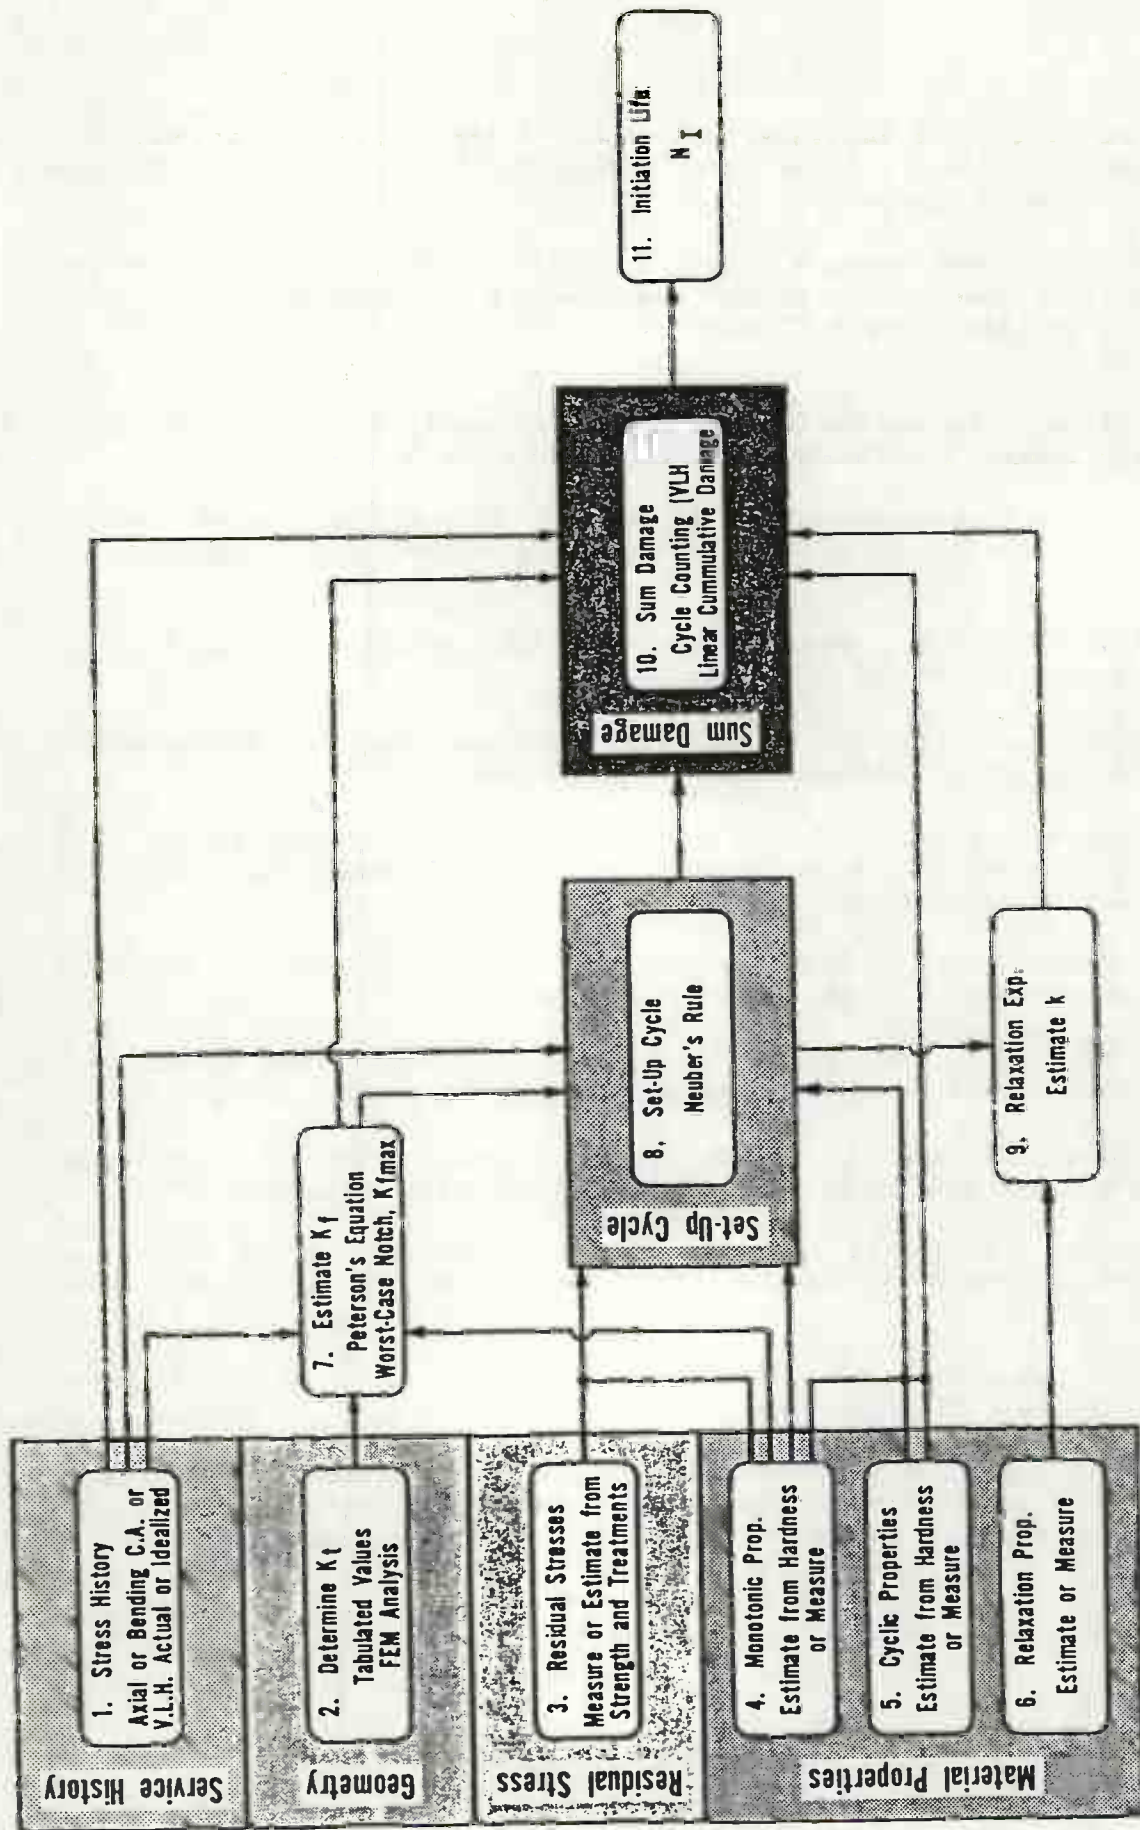 Service History
1. Stress History
Axial or Bending C.A. or
V.L.H. Actual or Idealized
Geometry
2. Determine Kt
Tabulated Values
FEM Analysis
Residual Stress
3. Residual Stresses
Measure or Estimate from
Strength and Treatments
Material Properties
4. Monotonic Prop.
Estimate from Hardness
or Measure
5. Cyclic Properties
Estimate from Hardness
or Measure
6. Relaxation Prop.
Estimate or Measure
7. Estimate Kf
Peterson's Equation
Worst-Case Notch, Kfmax
Set-Up Cycle
8. Set-Up Cycle
Neuber's Rule
9. Relaxation Exp.
Estimate k
Sum Damage
10. Sum Damage
Cycle Counting (VLH
Linear Cummulative Damage
11. Initiation Life:
NI